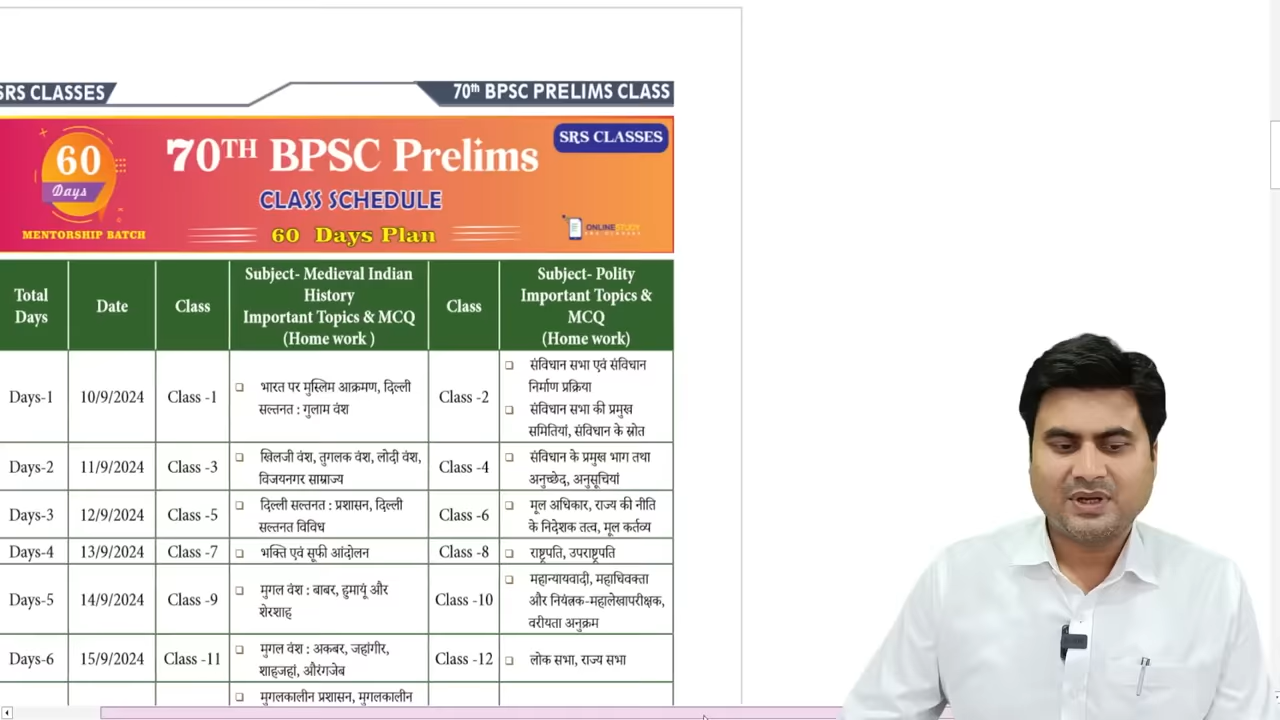 SRS CLASSES
70th BPSC PRELIMS CLASS
60
Days
MENTORSHIP BATCH
70TH BPSC Prelims
CLASS SCHEDULE
60 Days Plan
SRS CLASSES
ONLINESTUDY
Total
Days
Date
Class
Subject- Medieval Indian
History
Important Topics & MCQ
(Home work )
Class
Subject- Polity
Important Topics &
MCQ
(Home work)
Days-1
10/9/2024
Class -1
भारत पर मुस्लिम आक्रमण, दिल्ली
सल्तनत : गुलाम वंश
Class -2
संविधान सभा एवं संविधान
निर्माण प्रक्रिया
संविधान सभा की प्रमुख
समितियां, संविधान के स्रोत
Days-2
11/9/2024
Class -3
खिलजी वंश, तुगलक वंश, लोदी वंश,
विजयनगर साम्राज्य
Class -4
संविधान के प्रमुख भाग तथा
अनुच्छेद, अनुसूचियां
Days-3
12/9/2024
Class -5
दिल्ली सल्तनत : प्रशासन, दिल्ली
सल्तनत विविध
Class -6
मूल अधिकार, राज्य की नीति
के निदेशक तत्व, मूल कर्तव्य
Days-4
13/9/2024
Class -7
भक्ति एवं सूफी आंदोलन
Class -8
राष्ट्रपति, उपराष्ट्रपति
Days-5
14/9/2024
Class -9
मुगल वंश : बाबर, हुमायूं और
शेरशाह
Class -10
महान्यायवादी, महाधिवक्ता
और नियंत्रक-महालेखापरीक्षक,
वरीयता अनुक्रम
Days-6
15/9/2024
Class -11
मुगल वंश : अकबर, जहांगीर,
शाहजहां, औरंगजेब
Class -12
लोक सभा, राज्य सभा
मुगलकालीन प्रशासन, मुगलकालीन